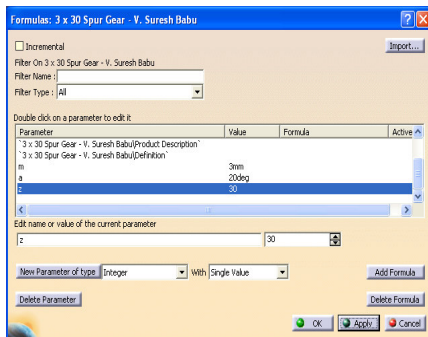 Formulas: 3 x 30 Spur Gear - V. Suresh Babu
Incremental
Import...
Filter On 3 x 30 Spur Gear - V. Suresh Babu
Filter Name :
Filter Type : All
Double click on a parameter to edit it
Parameter Value Formula Active
`3 x 30 Spur Gear - V. Suresh Babu\Product Description`
`3 x 30 Spur Gear - V. Suresh Babu\Definition`
m 3mm
a 20deg
z 30
Edit name or value of the current parameter
z 30
New Parameter of type Integer With Single Value Add Formula
Delete Parameter Delete Formula
OK Apply Cancel